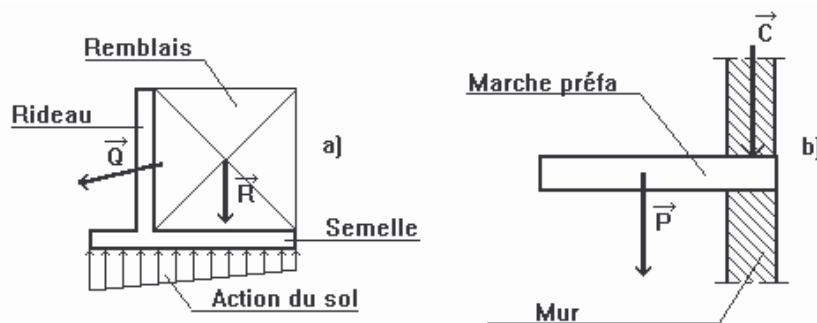 Remblais
Rideau
Q
a)
R
Semelle
Action du sol
C
Marche préfa
b)
P
Mur